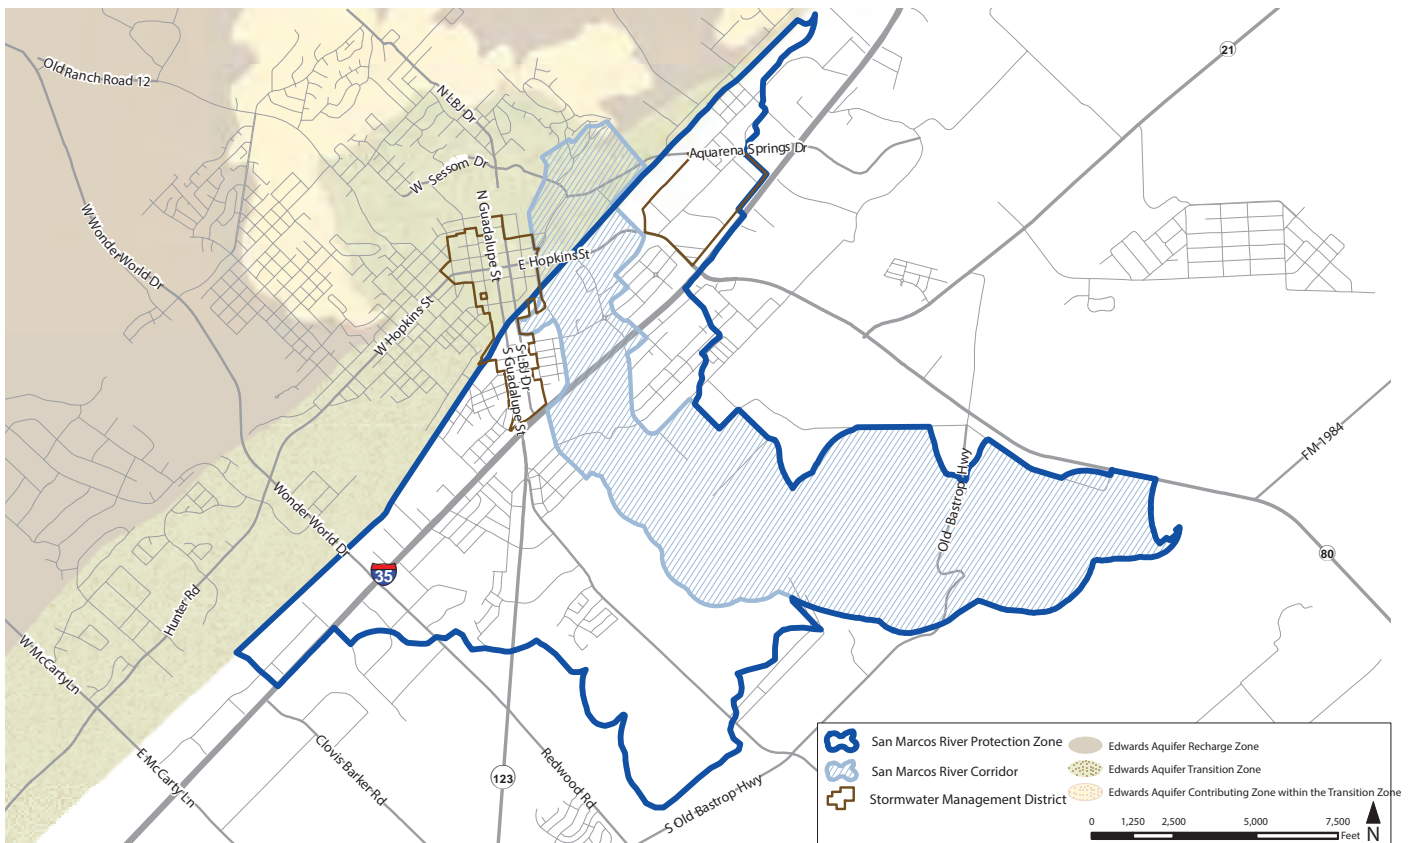 21
Old Ranch Road 12
N LBJ Dr
Aquarena Springs Dr
W Sessom Dr
N Guadalupe St
W Wonder World Dr
E Hopkins St
W Hopkins St
S LBJ Dr
S Guadalupe St
FM 1984
Old Bastrop Hwy
Wonder World Dr
80
35
Hunter Rd
W McCarty Ln
E McCarty Ln
Clovis Barker Rd
123
Redwood Rd
S Old Bastrop Hwy
San Marcos River Protection Zone
San Marcos River Corridor
Stormwater Management District
Edwards Aquifer Recharge Zone
Edwards Aquifer Transition Zone
Edwards Aquifer Contributing Zone within the Transition Zone
0 1,250 2,500 5,000 7,500
Feet
N